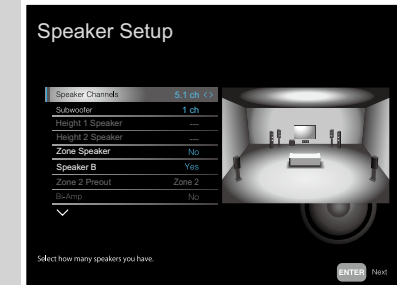 Speaker Setup
Speaker Channels 5.1 ch <>
Subwoofer 1 ch
Height 1 Speaker ---
Height 2 Speaker ---
Zone Speaker No
Speaker B Yes
Zone 2 Preout Zone 2
Bi-Amp No
Select how many speakers you have.
ENTER Next